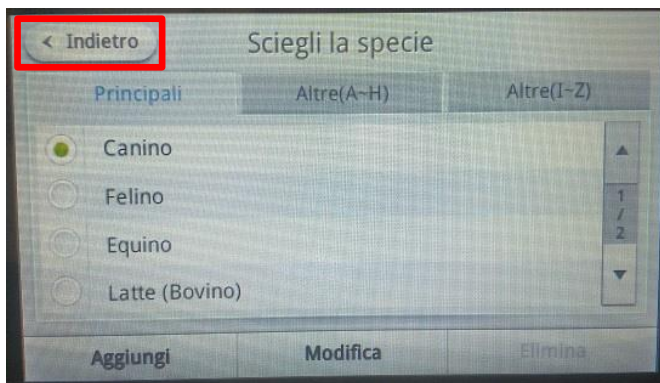 < Indietro
Sciegli la specie
Principali
Altre(A~H)
Altre(I~Z)
Canino
Felino
Equino
Latte (Bovino)
1
/
2
Aggiungi
Modifica
Elimina